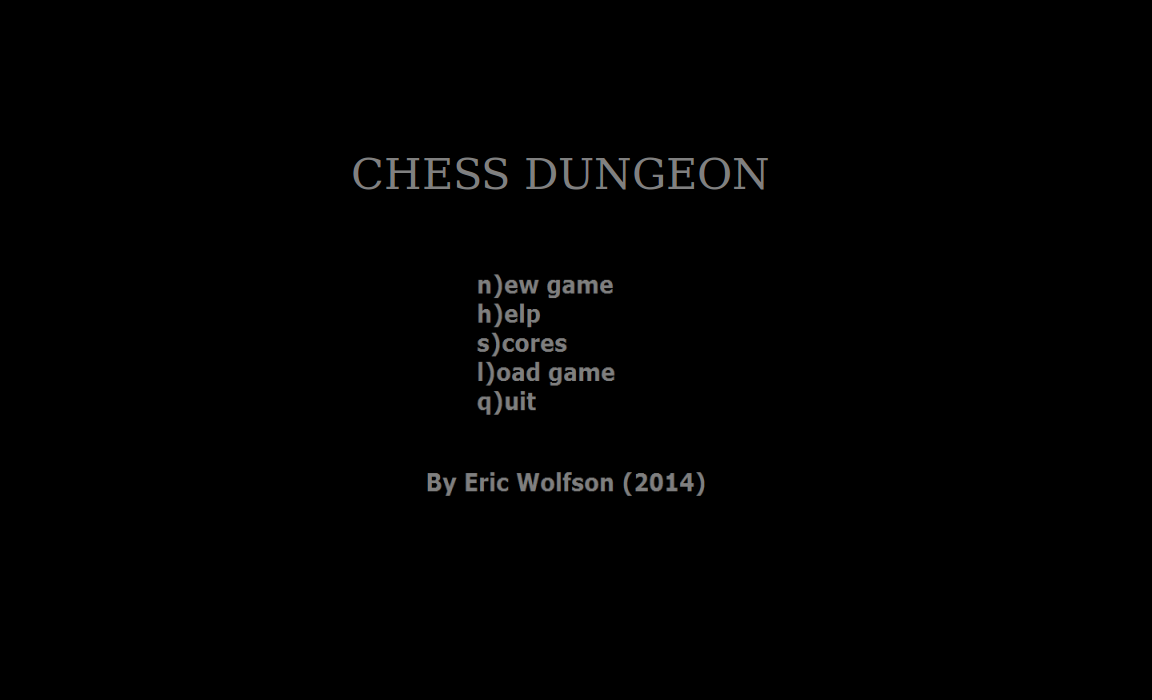 CHESS DUNGEON
n)ew game
h)elp
s)cores
l)oad game
q)uit
By Eric Wolfson (2014)